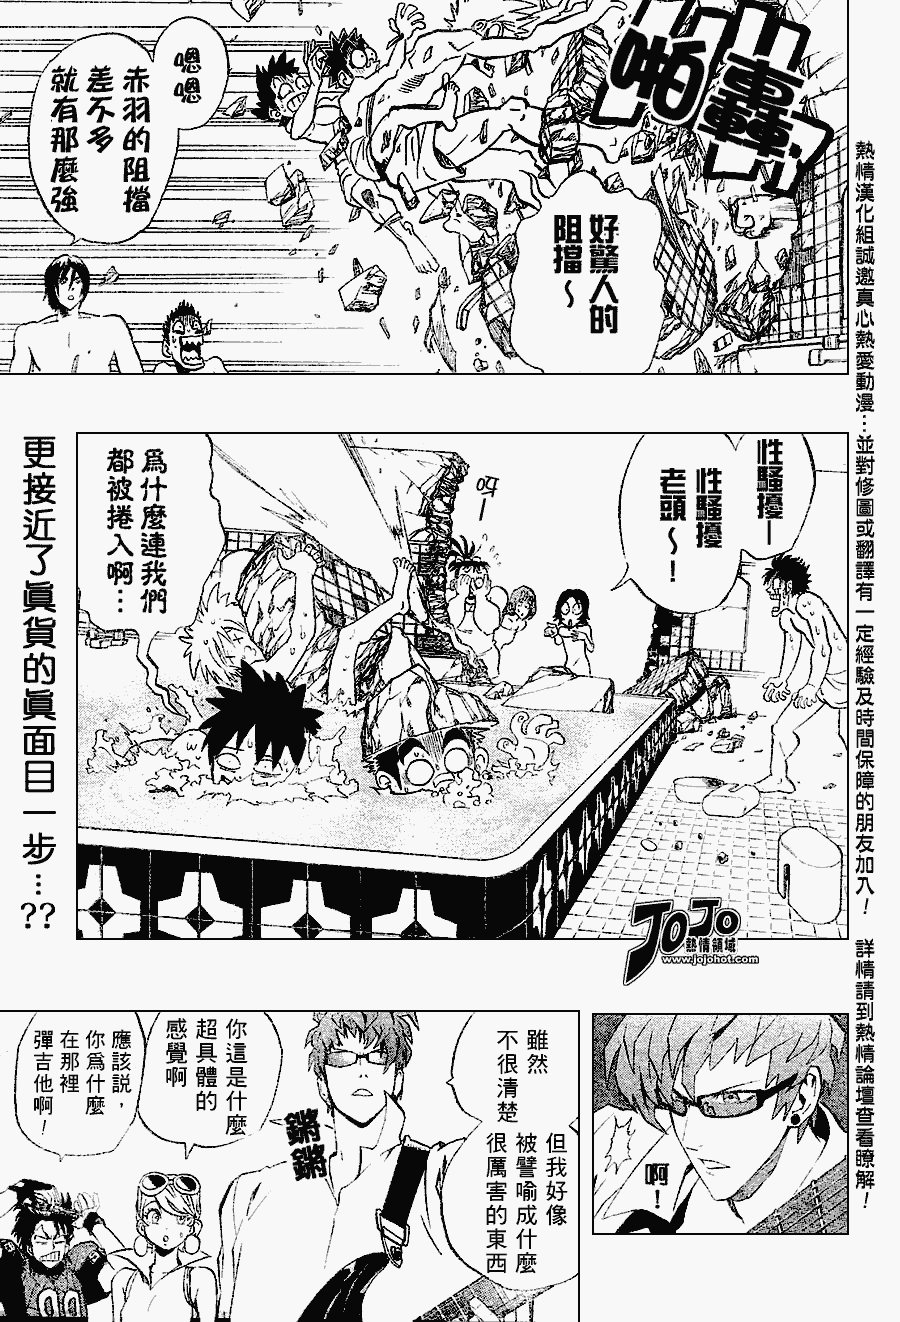 轟
啪
好驚人的
阻擋～
嗯嗯
赤羽的阻擋
差不多
就有那麼強
性騷擾—
性騷擾
老頭～！
呀—
為什麼連我們
都被捲入啊…
更接近了真貨的真面目一步…??
JOJO
熱情領域
www.jojohot.com
啊！
雖然
不很清楚
但我好像
被譬喻成什麼
很厲害的東西
鏘鏘
你這是什麼
超具體的
感覺啊
應該說，
你為什麼
在那裡
彈吉他啊！
熱情漢化組誠邀真心熱愛動漫…並對修圖或翻譯有一定經驗及時間保障的朋友加入！ 詳情請到熱情論壇查看瞭解！